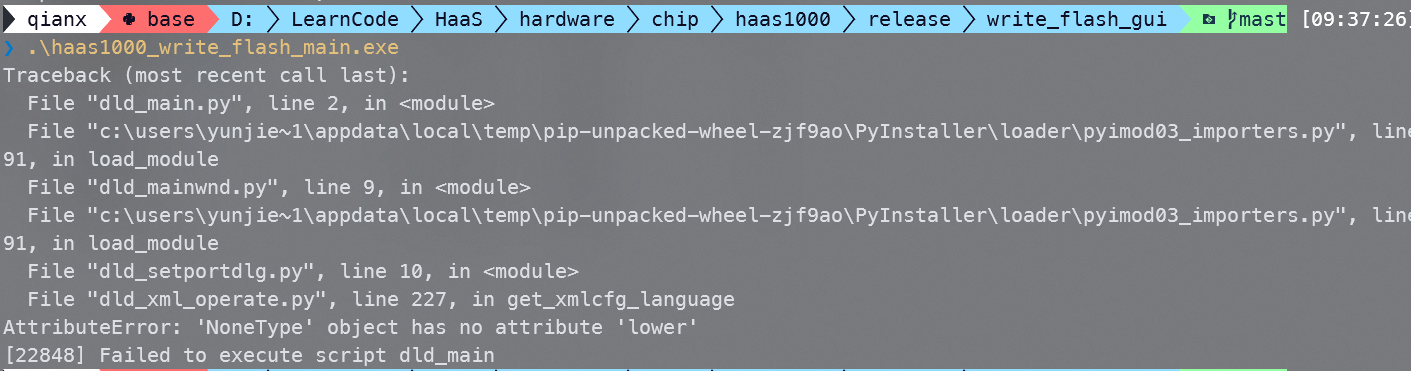 qianx base D: LearnCode HaaS hardware chip haas1000 release write_flash_gui mast [09:37:26]
❯ .\haas1000_write_flash_main.exe
Traceback (most recent call last):
  File "dld_main.py", line 2, in <module>
  File "c:\users\yunjie~1\appdata\local\temp\pip-unpacked-wheel-zjf9ao\PyInstaller\loader\pyimod03_importers.py", line
91, in load_module
  File "dld_mainwnd.py", line 9, in <module>
  File "c:\users\yunjie~1\appdata\local\temp\pip-unpacked-wheel-zjf9ao\PyInstaller\loader\pyimod03_importers.py", line
91, in load_module
  File "dld_setportdlg.py", line 10, in <module>
  File "dld_xml_operate.py", line 227, in get_xmlcfg_language
AttributeError: 'NoneType' object has no attribute 'lower'
[22848] Failed to execute script dld_main